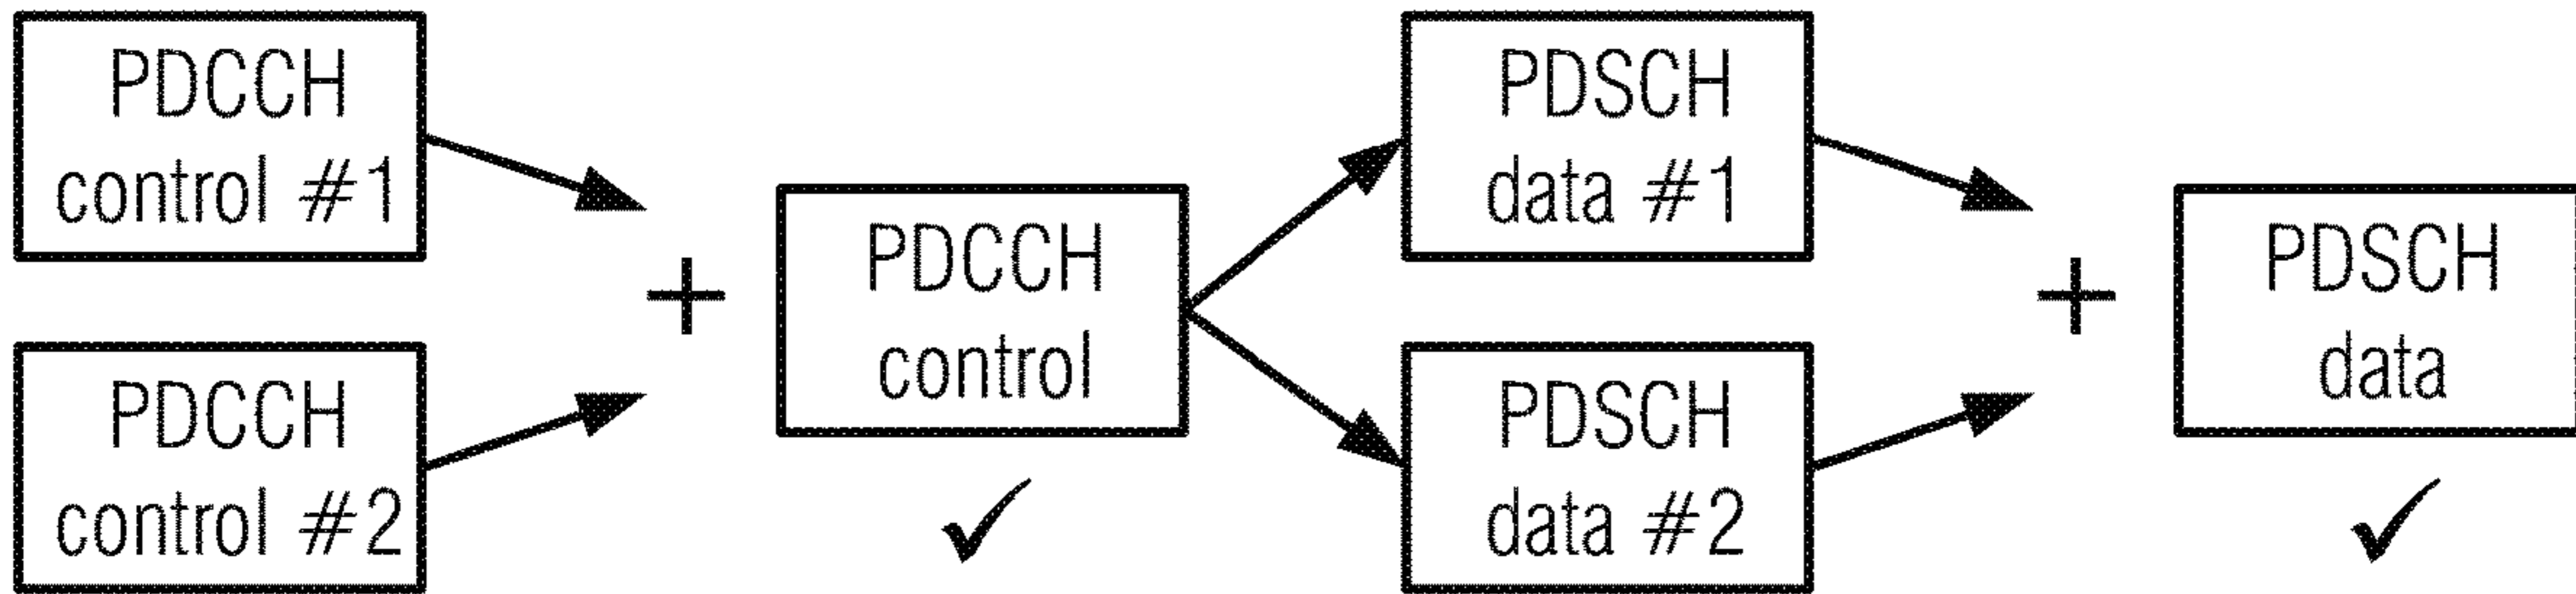 PDCCH
control #1
PDCCH
control #2
+
PDCCH
control
✓
PDSCH
data #1
PDSCH
data #2
+
PDSCH
data
✓